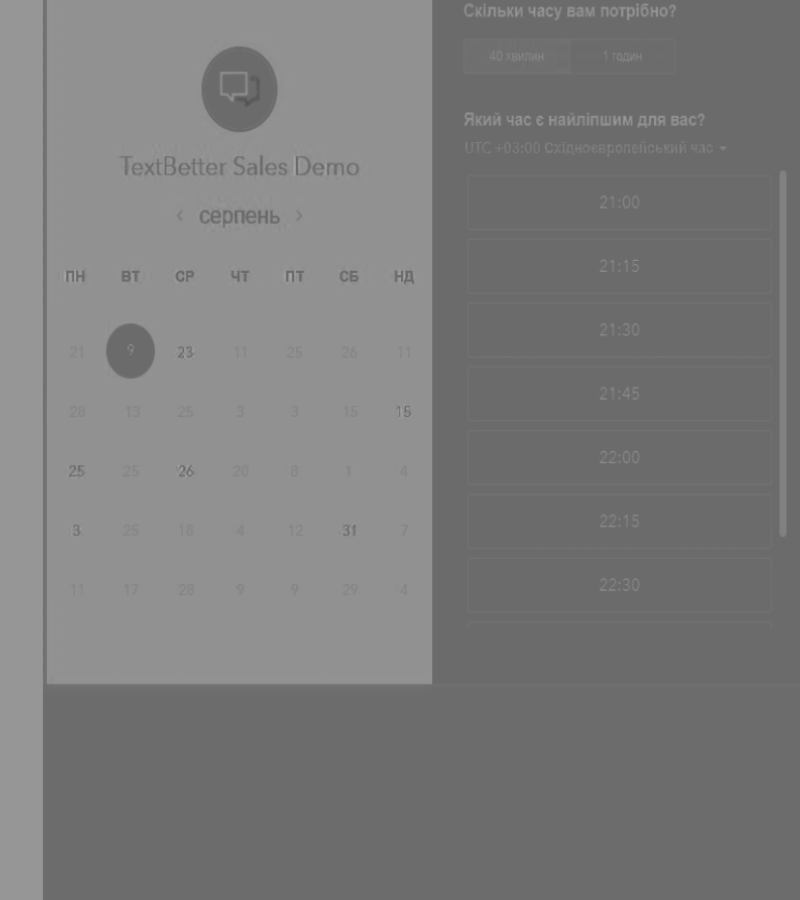 TextBetter Sales Demo
‹ серпень ›
ПН ВТ СР ЧТ ПТ СБ НД
21 9 23 11 25 26 11
28 13 25 3 3 15 15
25 25 26 20 8 1 4
3 25 18 4 12 31 7
11 17 28 9 9 29 4
Скільки часу вам потрібно?
40 хвилин 1 годин
Який час є найліпшим для вас?
UTC +03:00 Східноєвропейський час
21:00
21:15
21:30
21:45
22:00
22:15
22:30